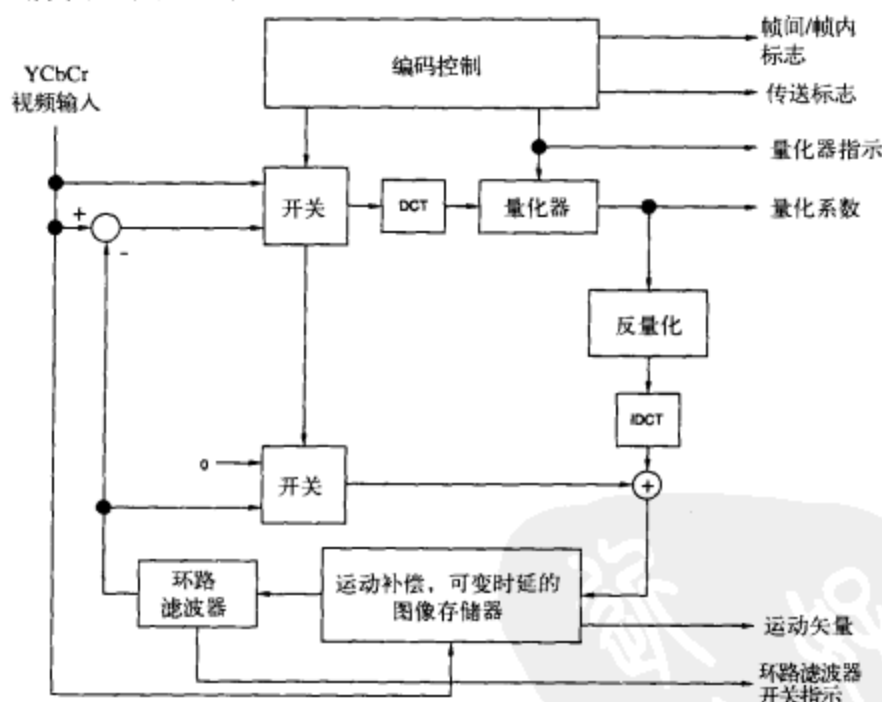 编码控制
帧间/帧内
标志
YCbCr
视频输入
传送标志
量化器指示
开关
DCT
量化器
量化系数
+
-
反量化
IDCT
0
开关
+
环路
滤波器
运动补偿，可变时延的
图像存储器
运动矢量
环路滤波器
开关指示